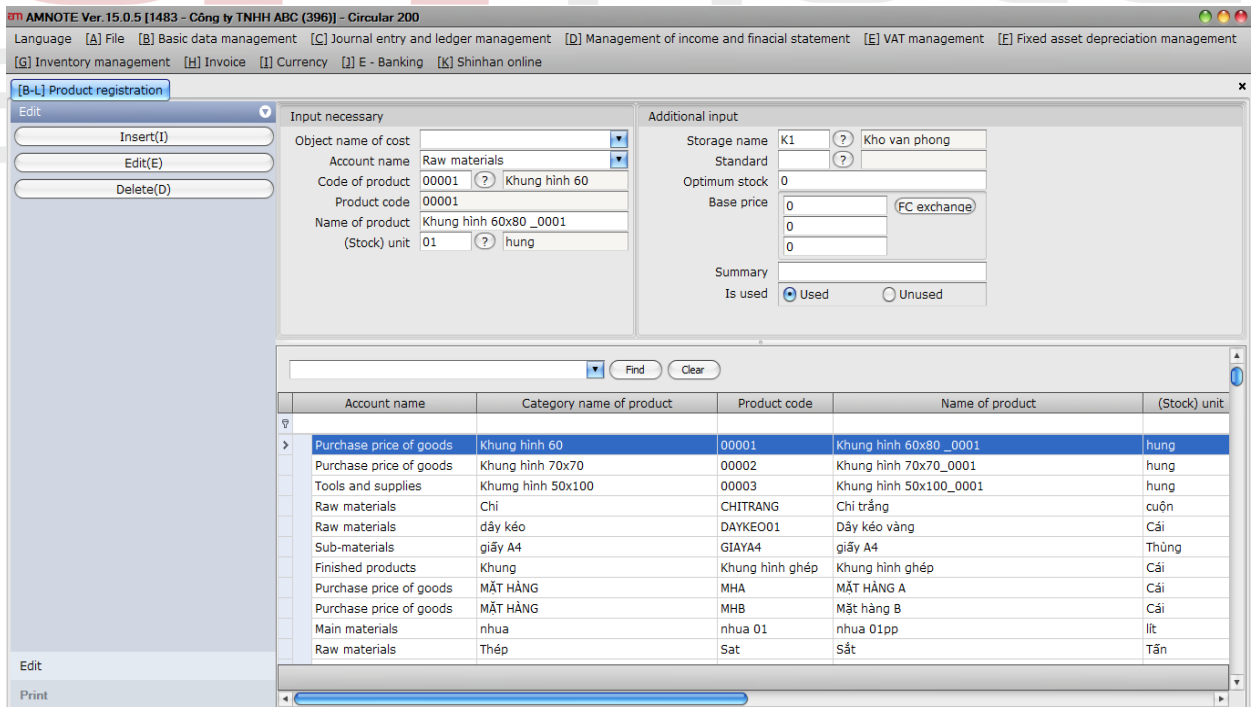 am AMNOTE Ver.15.0.5 [1483 - Công ty TNHH ABC (396)] - Circular 200
Language [A] File [B] Basic data management [C] Journal entry and ledger management [D] Management of income and finacial statement [E] VAT management [F] Fixed asset depreciation management
[G] Inventory management [H] Invoice [I] Currency [J] E - Banking [K] Shinhan online
[B-L] Product registration x
Edit
Insert(I)
Edit(E)
Delete(D)
Input necessary
Object name of cost
Account name Raw materials
Code of product 00001 ? Khung hình 60
Product code 00001
Name of product Khung hình 60x80 _0001
(Stock) unit 01 ? hung
Additional input
Storage name K1 ? Kho van phong
Standard ?
Optimum stock 0
Base price 0 FC exchange
0
0
Summary
Is used Used Unused
Find Clear
Account name Category name of product Product code Name of product (Stock) unit
Purchase price of goods Khung hình 60 00001 Khung hình 60x80 _0001 hung
Purchase price of goods Khung hình 70x70 00002 Khung hình 70x70_0001 hung
Tools and supplies Khumg hình 50x100 00003 Khung hình 50x100_0001 hung
Raw materials Chi CHITRANG Chi trắng cuộn
Raw materials dây kéo DAYKEO01 Dây kéo vàng Cái
Sub-materials giấy A4 GIAYA4 giấy A4 Thùng
Finished products Khung Khung hình ghép Khung hình ghép Cái
Purchase price of goods MẶT HÀNG MHA MẶT HÀNG A Cái
Purchase price of goods MẶT HÀNG MHB Mặt hàng B Cái
Main materials nhua nhua 01 nhua 01pp lít
Raw materials Thép Sat Sắt Tấn
Edit
Print